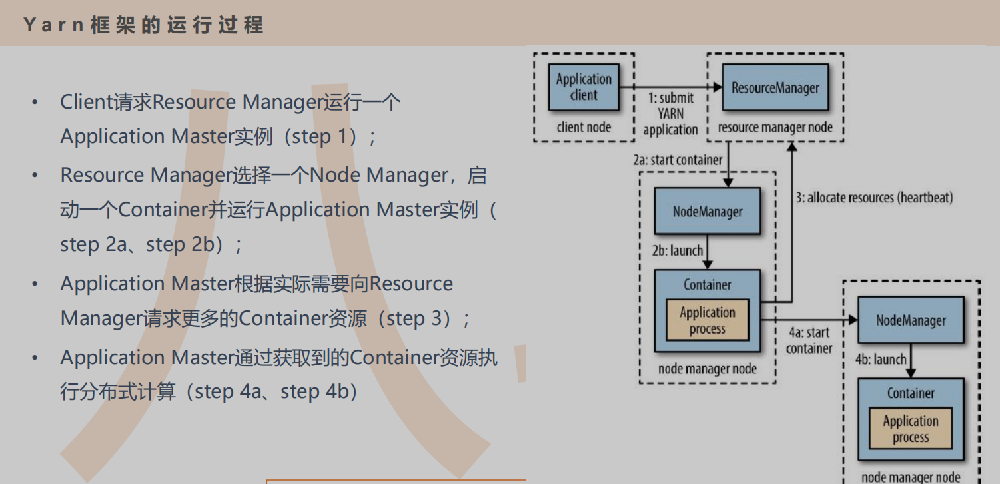 Yarn框架的运行过程
• Client请求Resource Manager运行一个
Application Master实例（step 1）；
• Resource Manager选择一个Node Manager，启
动一个Container并运行Application Master实例（
step 2a、step 2b）；
• Application Master根据实际需要向Resource
Manager请求更多的Container资源（step 3）；
• Application Master通过获取到的Container资源执
行分布式计算（step 4a、step 4b）
Application
client
client node
1: submit
YARN
application
ResourceManager
resource manager node
2a: start container
3: allocate resources (heartbeat)
NodeManager
2b: launch
Container
Application
process
node manager node
4a: start
container
NodeManager
4b: launch
Container
Application
process
node manager node